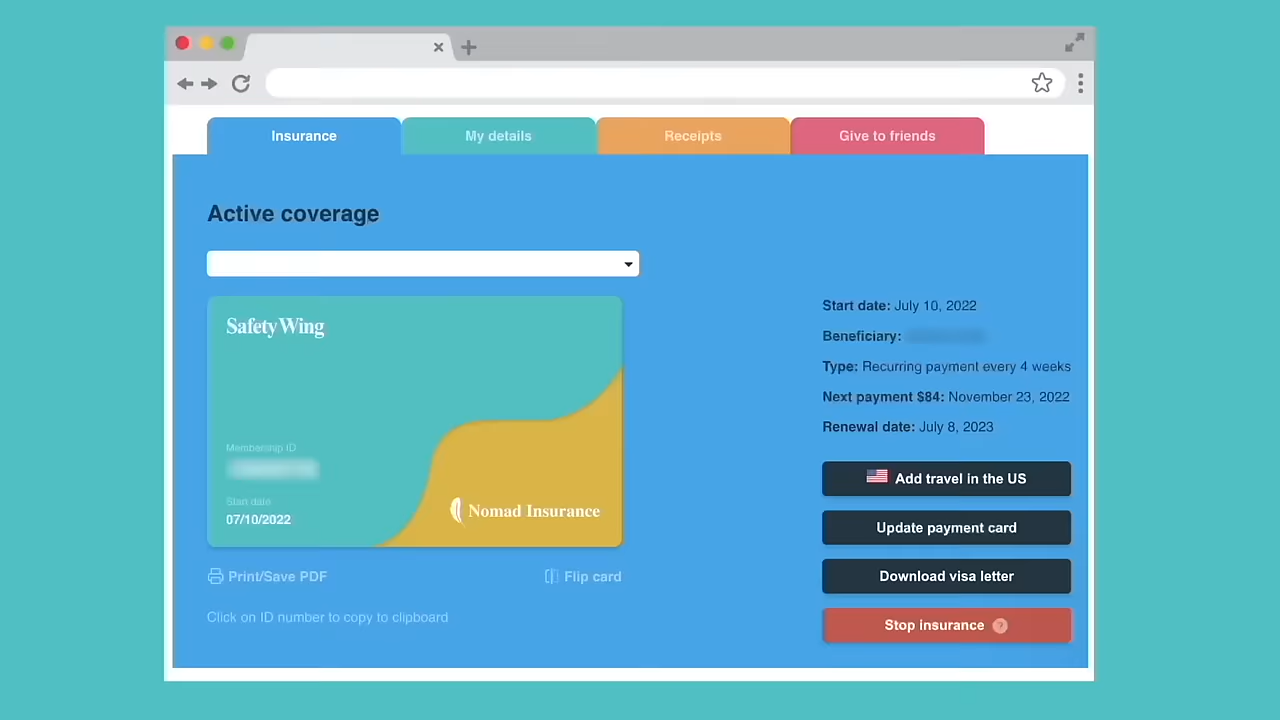 Insurance
My details
Receipts
Give to friends
Active coverage
SafetyWing
Membership ID
Start date
07/10/2022
Nomad Insurance
Print/Save PDF
Flip card
Click on ID number to copy to clipboard
Start date: July 10, 2022
Beneficiary:
Type: Recurring payment every 4 weeks
Next payment $84: November 23, 2022
Renewal date: July 8, 2023
Add travel in the US
Update payment card
Download visa letter
Stop insurance ?